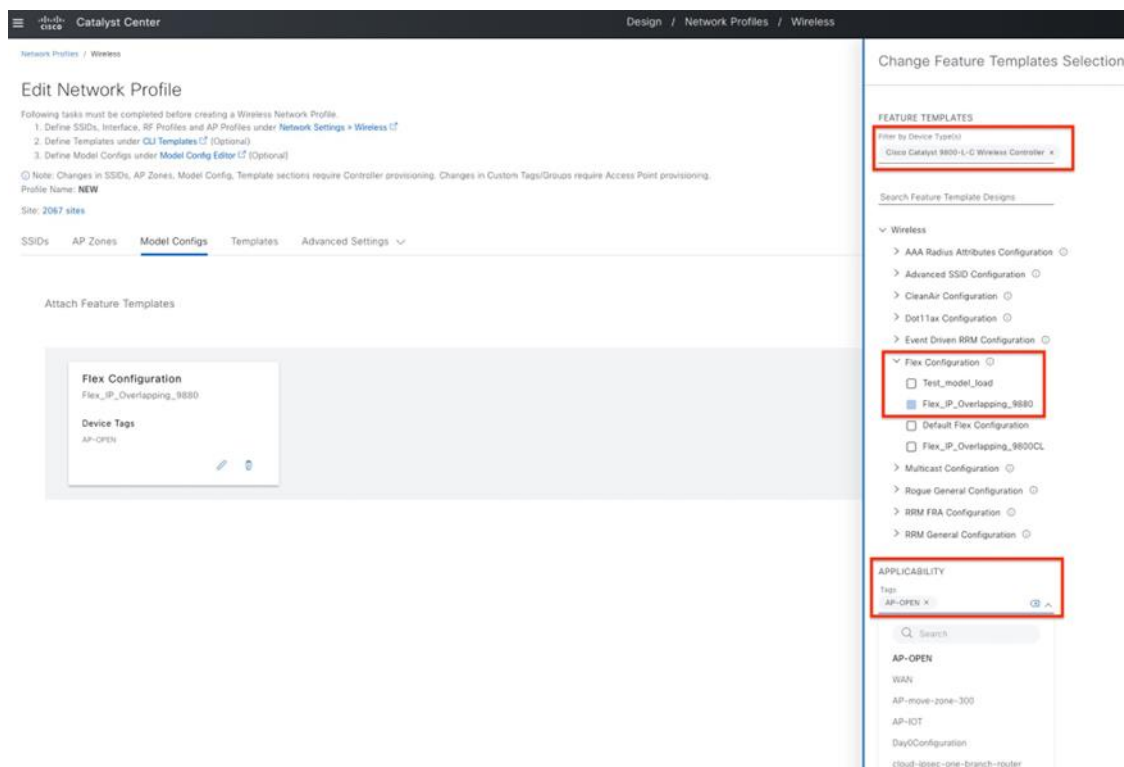 CISCO Catalyst Center
Design / Network Profiles / Wireless
Network Profiles / Wireless
Edit Network Profile
Following tasks must be completed before creating a Wireless Network Profile.
1. Define SSIDs, Interface, RF Profiles and AP Profiles under Network Settings > Wireless
2. Define Templates under CLI Templates (Optional)
3. Define Model Configs under Model Config Editor (Optional)
Note: Changes in SSIDs, AP Zones, Model Config, Template sections require Controller provisioning. Changes in Custom Tags/Groups require Access Point provisioning.
Profile Name: NEW
Site: 2067 sites
SSIDs AP Zones Model Configs Templates Advanced Settings
Attach Feature Templates
Flex Configuration
Flex_IP_Overlapping_9880
Device Tags
AP-OPEN
Change Feature Templates Selection
FEATURE TEMPLATES
Filter by Device Type(s)
Cisco Catalyst 9800-L-C Wireless Controller ×
Search Feature Template Designs
Wireless
AAA Radius Attributes Configuration
Advanced SSID Configuration
CleanAir Configuration
Dot11ax Configuration
Event Driven RRM Configuration
Flex Configuration
Test_model_load
Flex_IP_Overlapping_9880
Default Flex Configuration
Flex_IP_Overlapping_9800CL
Multicast Configuration
Rogue General Configuration
RRM FRA Configuration
RRM General Configuration
APPLICABILITY
Tags
AP-OPEN ×
Search
AP-OPEN
WAN
AP-move-zone-300
AP-IOT
Day0Configuration
cloud-ipsec-one-branch-router